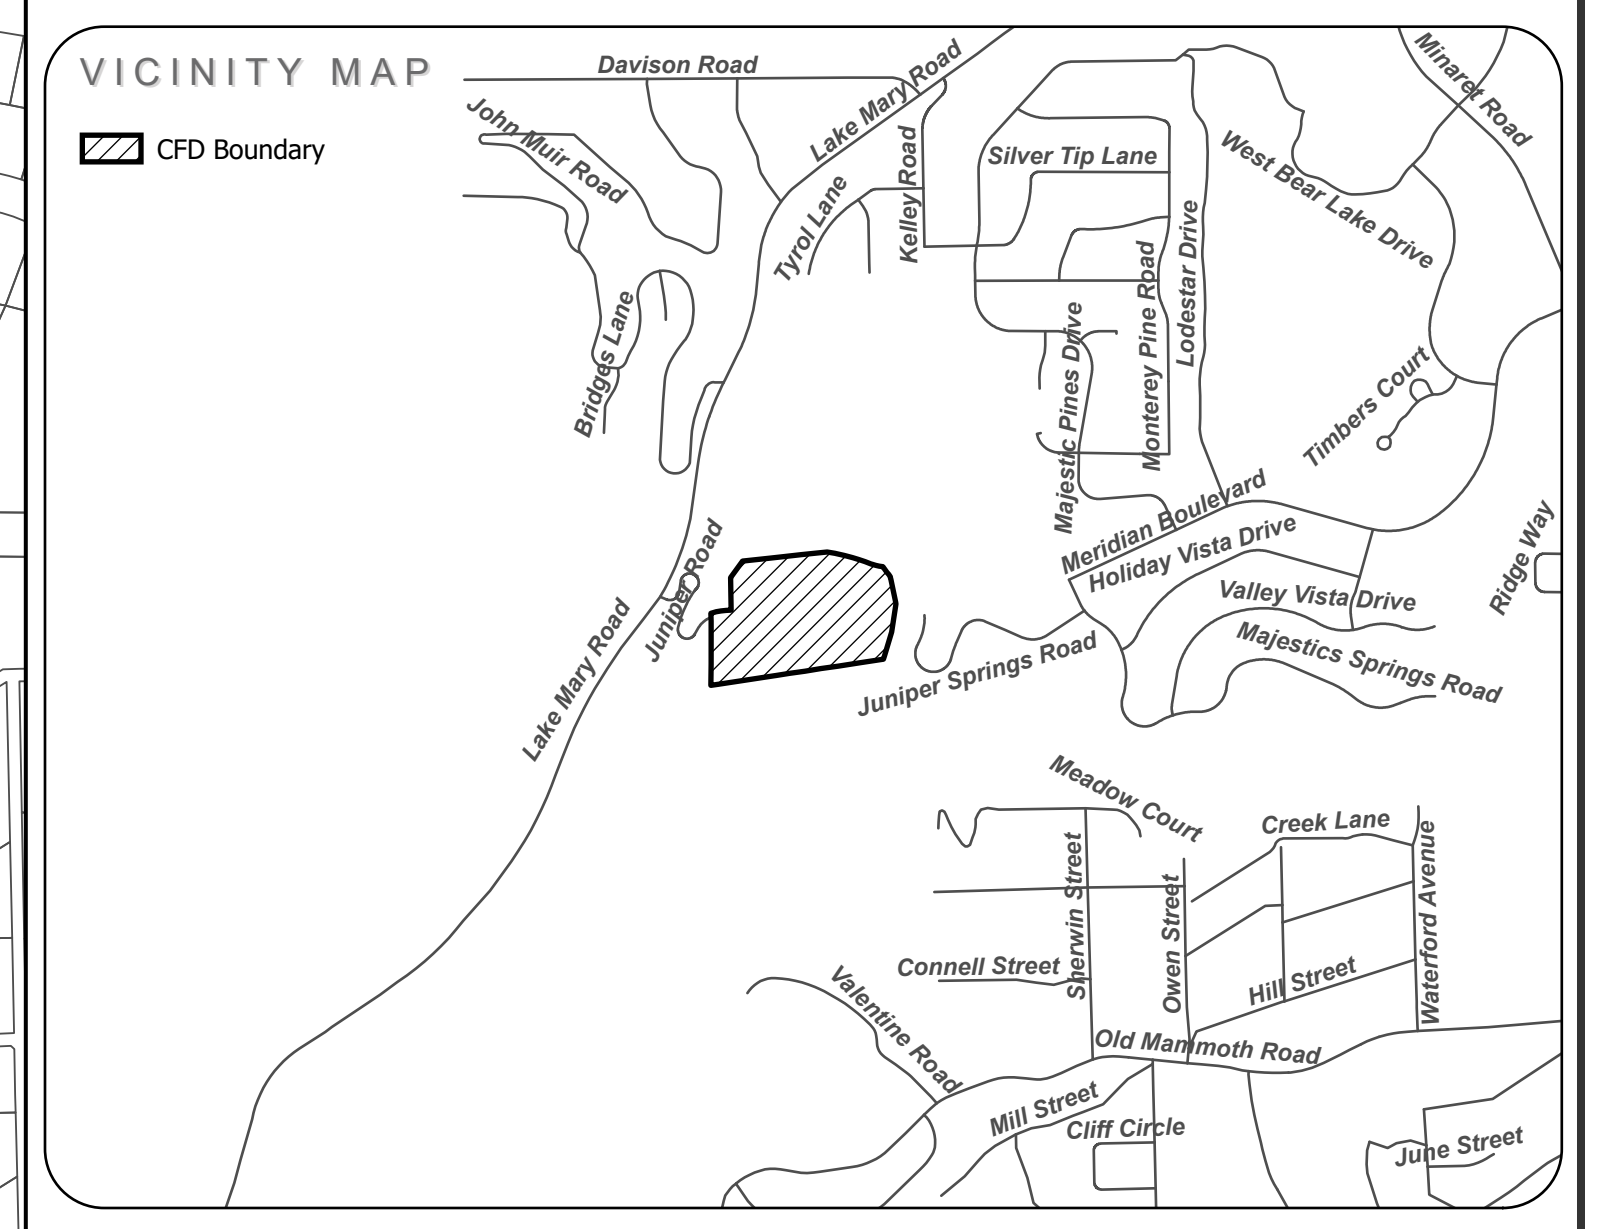 VICINITY MAP
CFD Boundary
Davison Road
Lake Mary Road
Minaret Road
John Muir Road
Kelley Road
Silver Tip Lane
West Bear Lake Drive
Tyrol Lane
Lodestar Drive
Monterey Pine Road
Bridges Lane
Majestic Pines Drive
Timbers Court
Meridian Boulevard
Holiday Vista Drive
Ridge Way
Juniper Road
Valley Vista Drive
Lake Mary Road
Juniper Springs Road
Majestics Springs Road
Meadow Court
Creek Lane
Sherwin Street
Owen Street
Waterford Avenue
Connell Street
Hill Street
Valentine Road
Old Mammoth Road
Mill Street
Cliff Circle
June Street